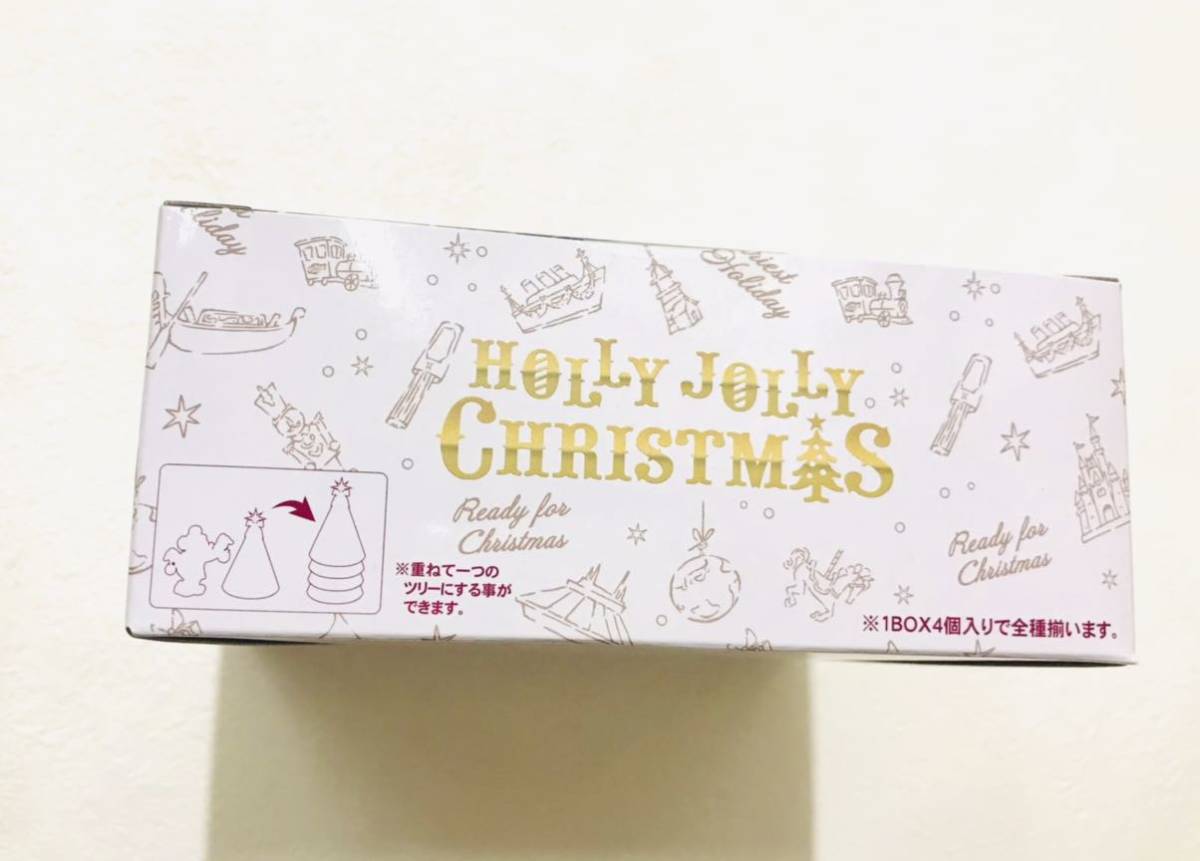 Holiday
Holiday
HOLLY JOLLY
CHRISTMAS
Ready for
Christmas
Ready for
Christmas
※重ねて一つの
ツリーにする事が
できます。
※1BOX4個入りで全種揃います。